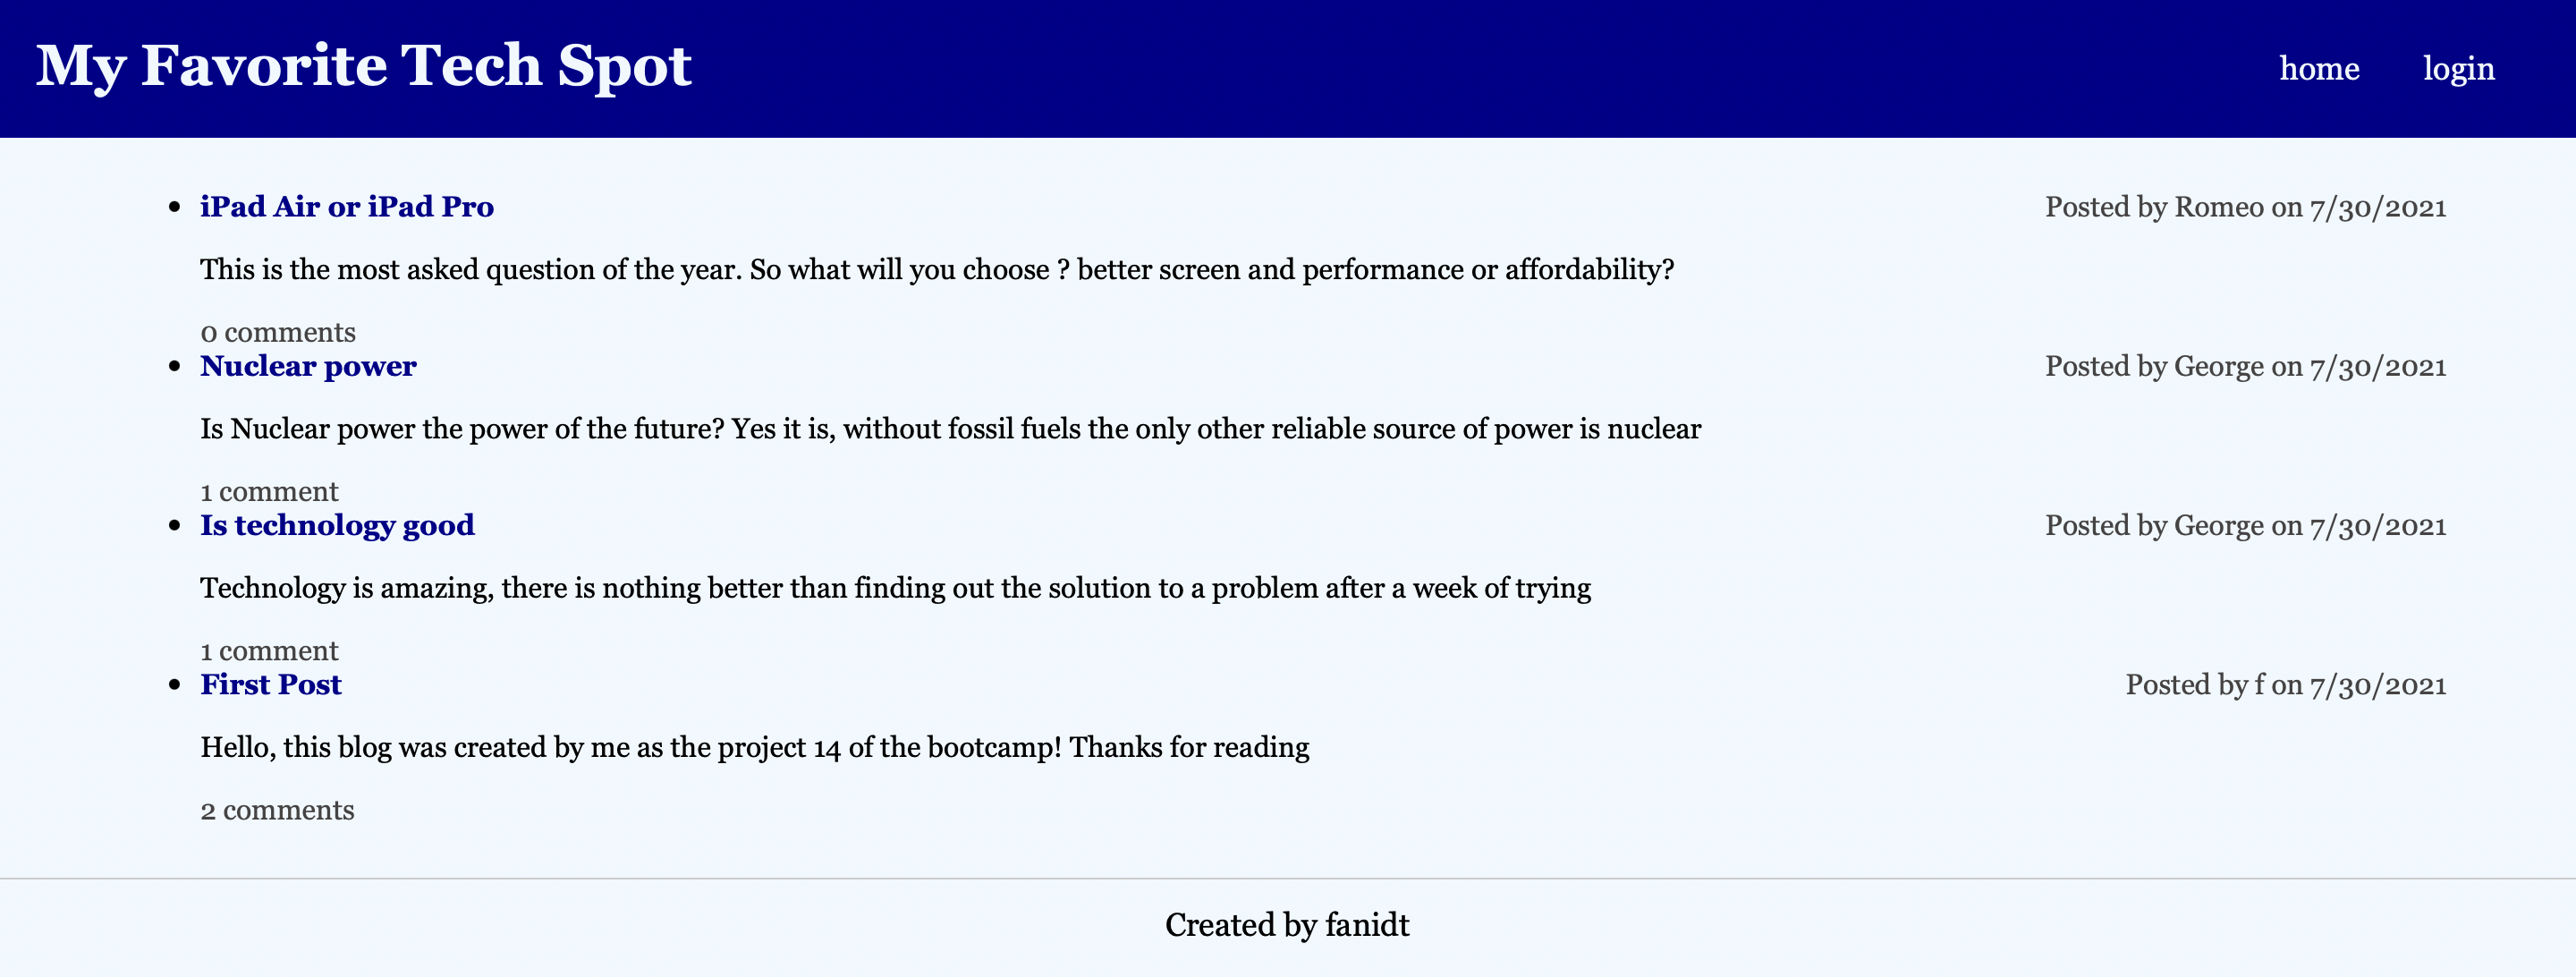 My Favorite Tech Spot
home login
iPad Air or iPad Pro Posted by Romeo on 7/30/2021
This is the most asked question of the year. So what will you choose ? better screen and performance or affordability?
0 comments
Nuclear power Posted by George on 7/30/2021
Is Nuclear power the power of the future? Yes it is, without fossil fuels the only other reliable source of power is nuclear
1 comment
Is technology good Posted by George on 7/30/2021
Technology is amazing, there is nothing better than finding out the solution to a problem after a week of trying
1 comment
First Post Posted by f on 7/30/2021
Hello, this blog was created by me as the project 14 of the bootcamp! Thanks for reading
2 comments
Created by fanidt